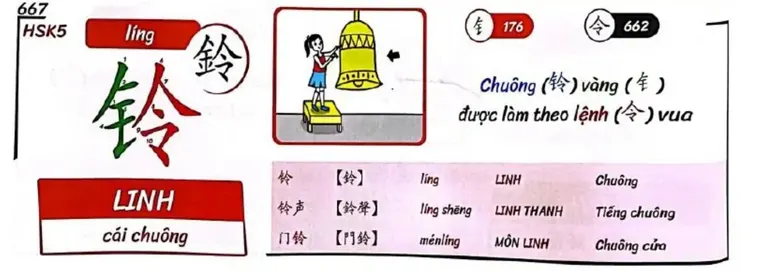 667
HSK5
líng
鈴
铃
LINH
cái chuông
钅 176
令 662
Chuông (铃) vàng (钅)
được làm theo lệnh (令) vua
铃 【鈴】 líng LINH Chuông
铃声 【鈴聲】 líng shēng LINH THANH Tiếng chuông
门铃 【門鈴】 ménlíng MÔN LINH Chuông cửa